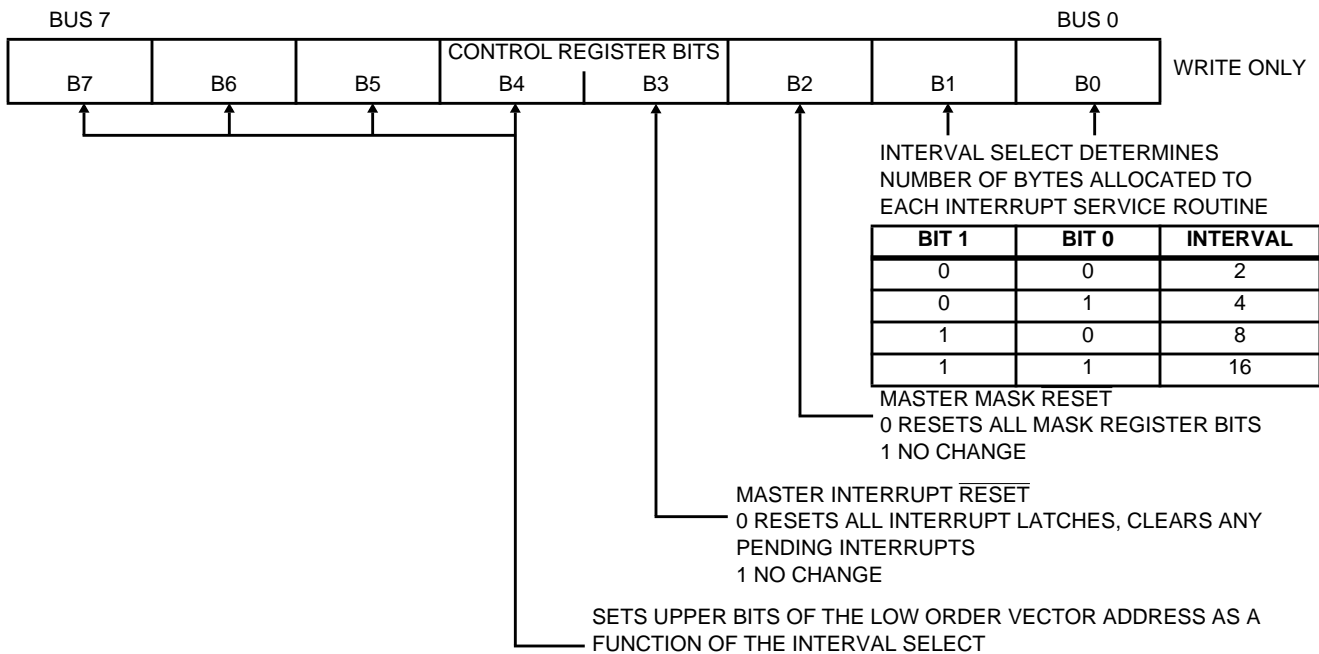 BUS 7 BUS 0
CONTROL REGISTER BITS
B7 B6 B5 B4 B3 B2 B1 B0 WRITE ONLY
INTERVAL SELECT DETERMINES
NUMBER OF BYTES ALLOCATED TO
EACH INTERRUPT SERVICE ROUTINE
BIT 1 BIT 0 INTERVAL
0 0 2
0 1 4
1 0 8
1 1 16
MASTER MASK RESET
0 RESETS ALL MASK REGISTER BITS
1 NO CHANGE
MASTER INTERRUPT RESET
0 RESETS ALL INTERRUPT LATCHES, CLEARS ANY
PENDING INTERRUPTS
1 NO CHANGE
SETS UPPER BITS OF THE LOW ORDER VECTOR ADDRESS AS A
FUNCTION OF THE INTERVAL SELECT